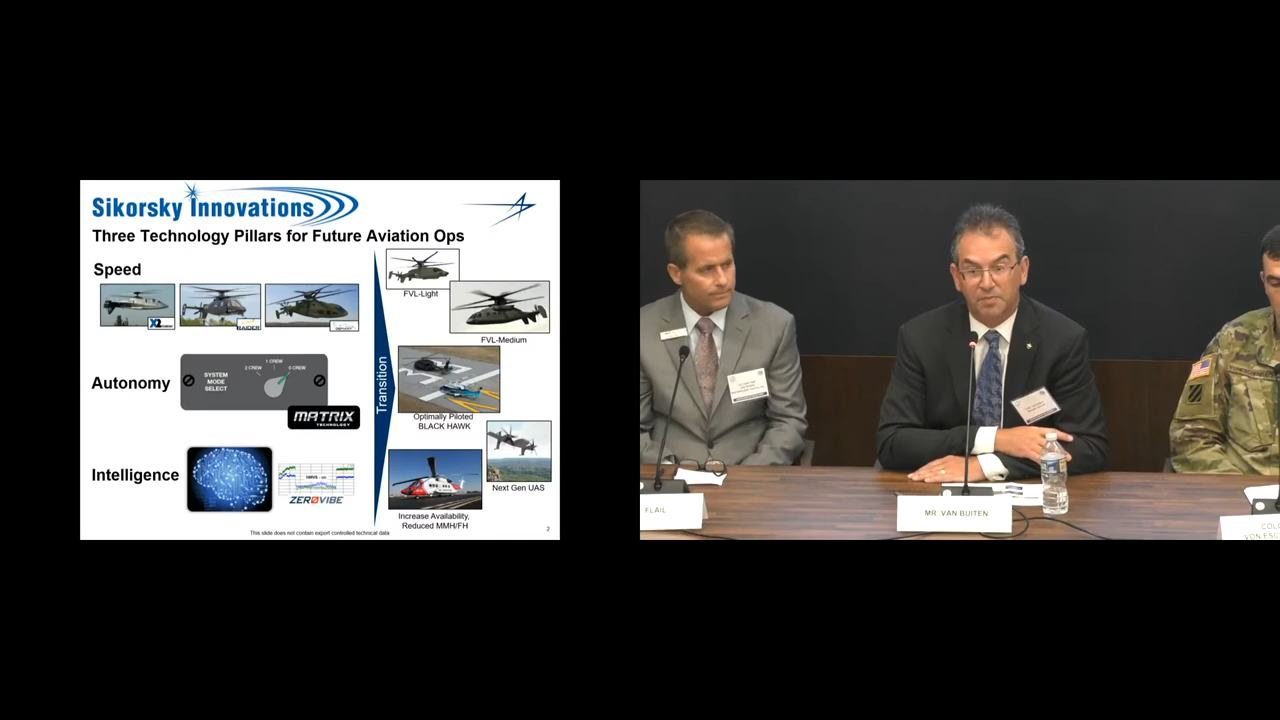 Sikorsky Innovations
Three Technology Pillars for Future Aviation Ops
Speed
X2
RAIDER
FVL-Light
FVL-Medium
Autonomy
SYSTEM
MODE
SELECT
2 CREW
1 CREW
0 CREW
MATRIX
TECHNOLOGY
Transition
Optimally Piloted
BLACK HAWK
Intelligence
ZEROVIBE
Next Gen UAS
Increase Availability,
Reduced MMH/FH
This slide does not contain export controlled technical data
2
FLAIL
MR. VAN BUITEN